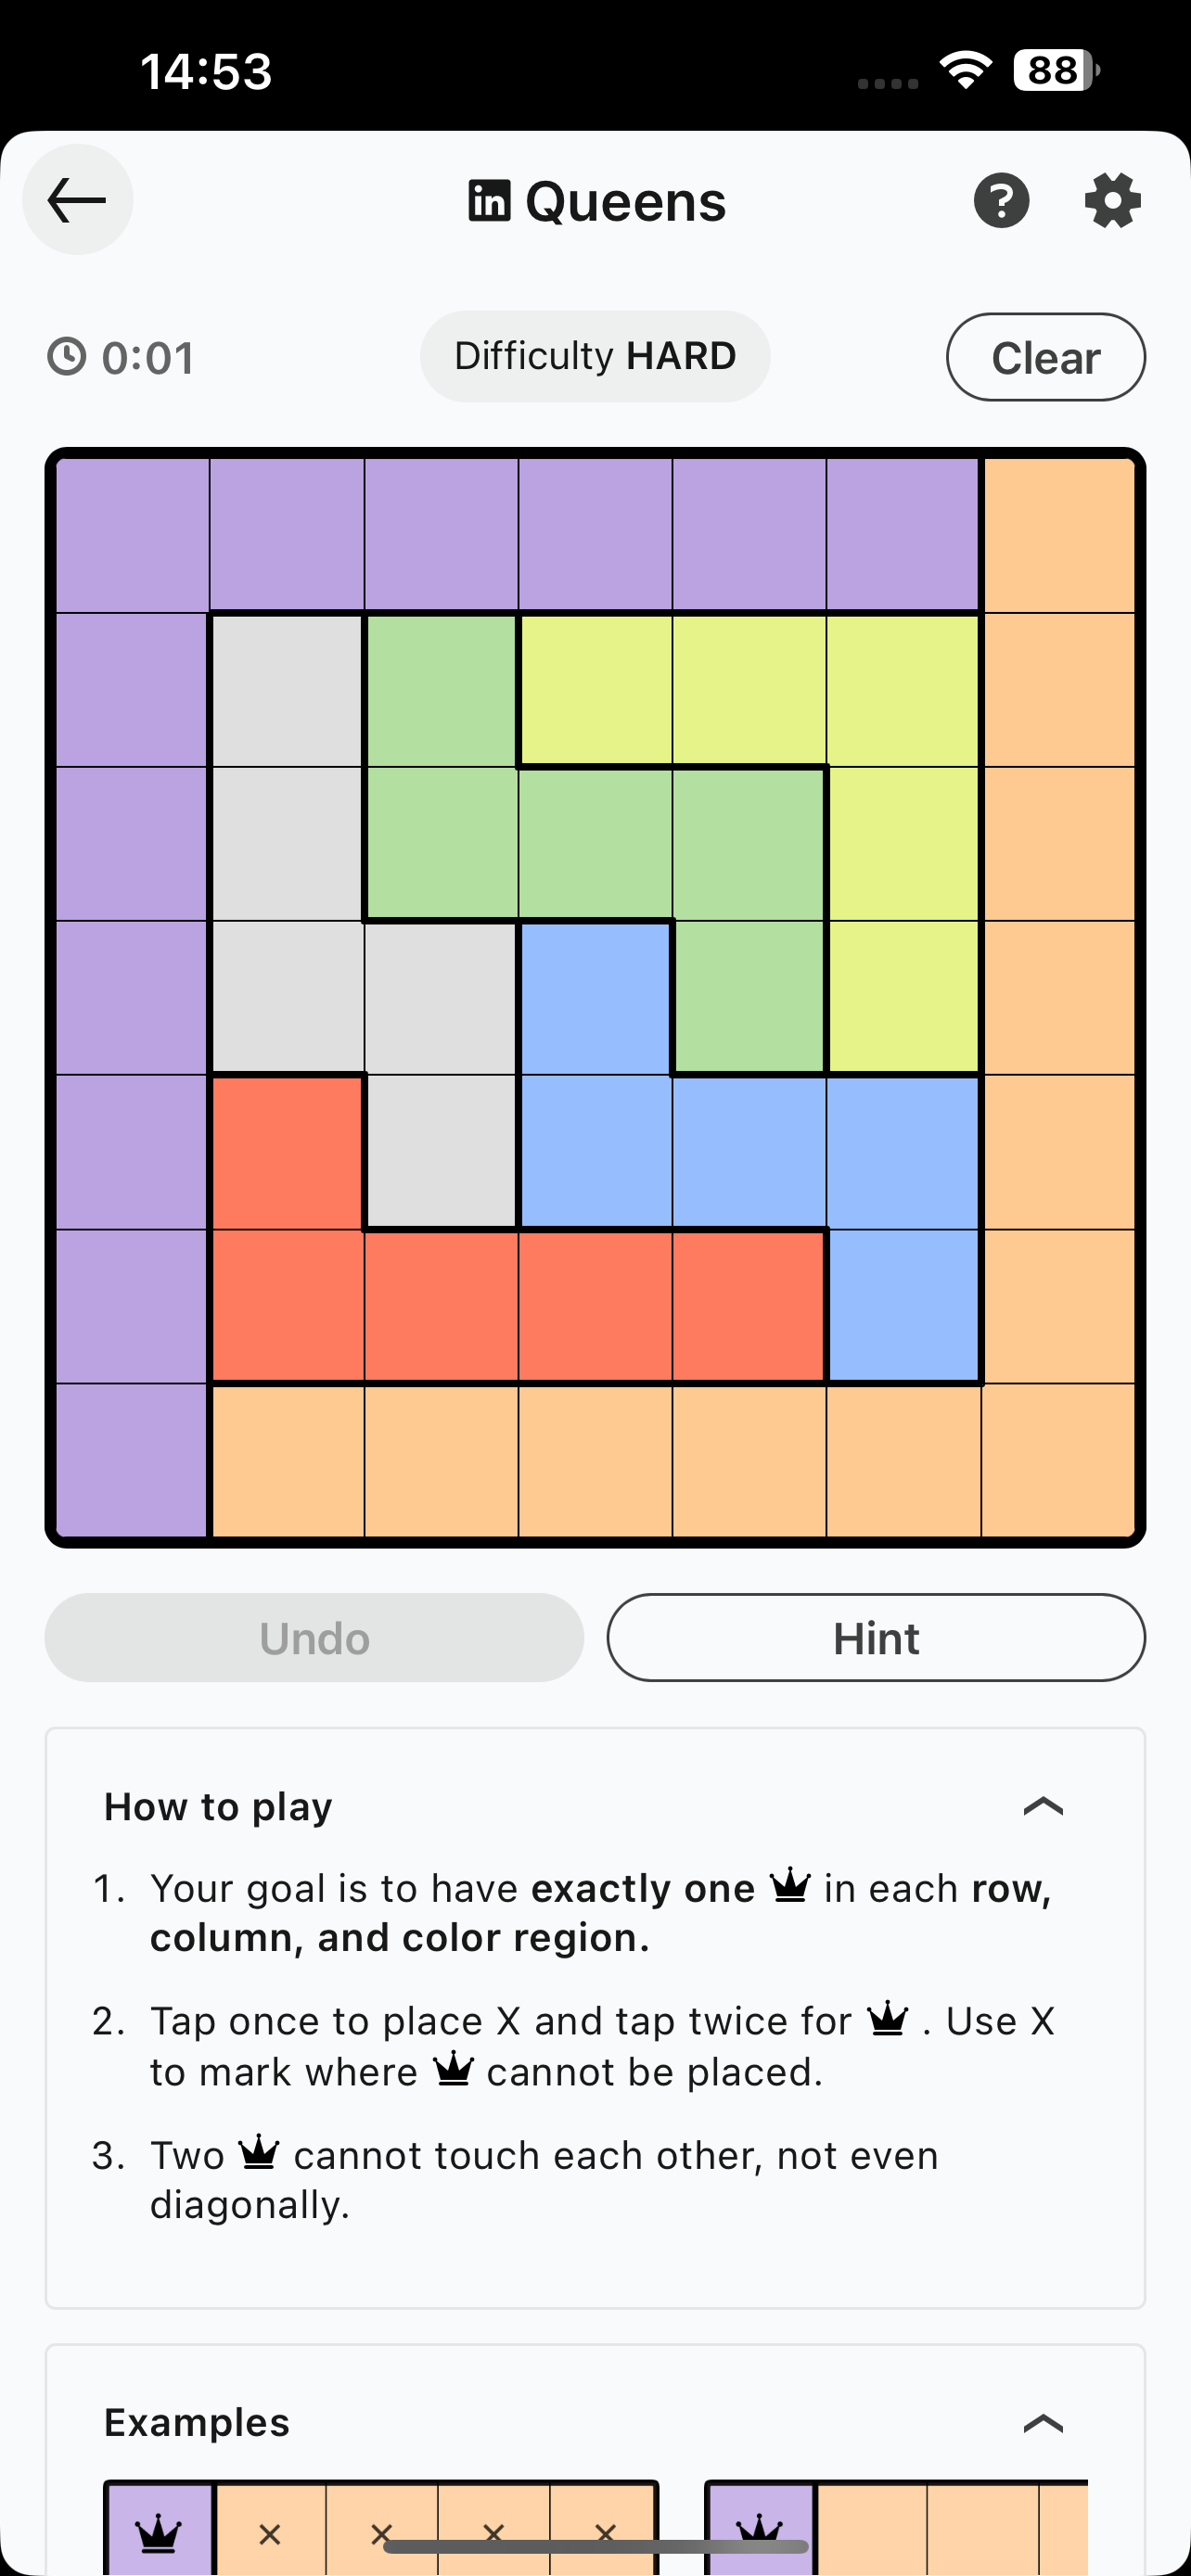 14:53
88
in Queens
?
0:01
Difficulty HARD
Clear
Undo
Hint
How to play
1. Your goal is to have exactly one in each row,
column, and color region.
2. Tap once to place X and tap twice for . Use X
to mark where cannot be placed.
3. Two cannot touch each other, not even
diagonally.
Examples